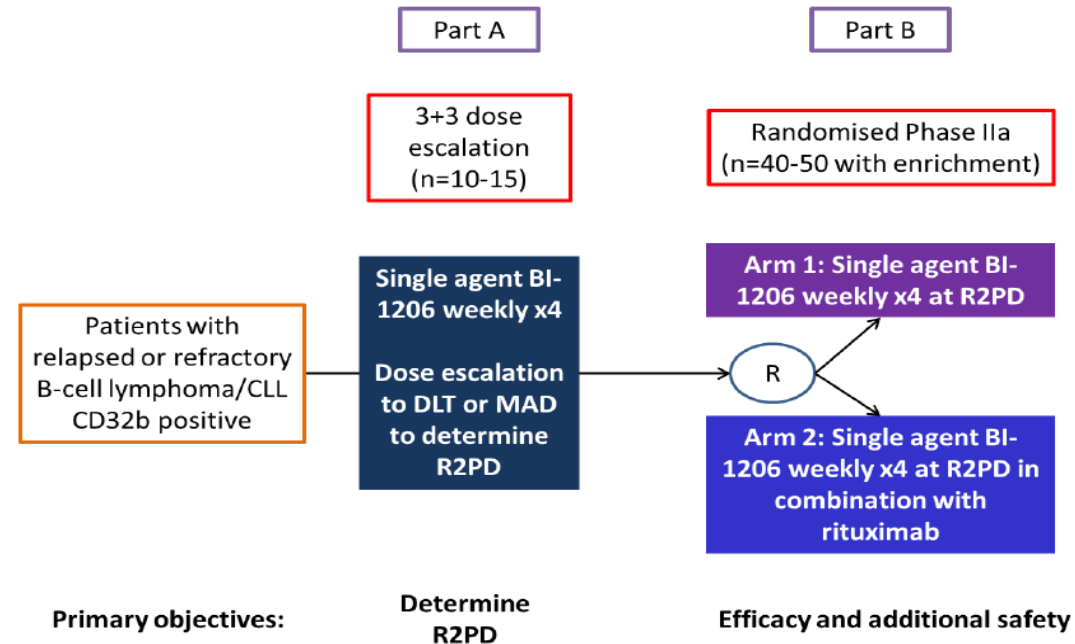 Part A
Part B
3+3 dose
escalation
(n=10-15)
Randomised Phase IIa
(n=40-50 with enrichment)
Patients with
relapsed or refractory
B-cell lymphoma/CLL
CD32b positive
Single agent BI-
1206 weekly x4
Dose escalation
to DLT or MAD
to determine
R2PD
R
Arm 1: Single agent BI-
1206 weekly x4 at R2PD
Arm 2: Single agent BI-
1206 weekly x4 at R2PD in
combination with
rituximab
Primary objectives:
Determine
R2PD
Efficacy and additional safety